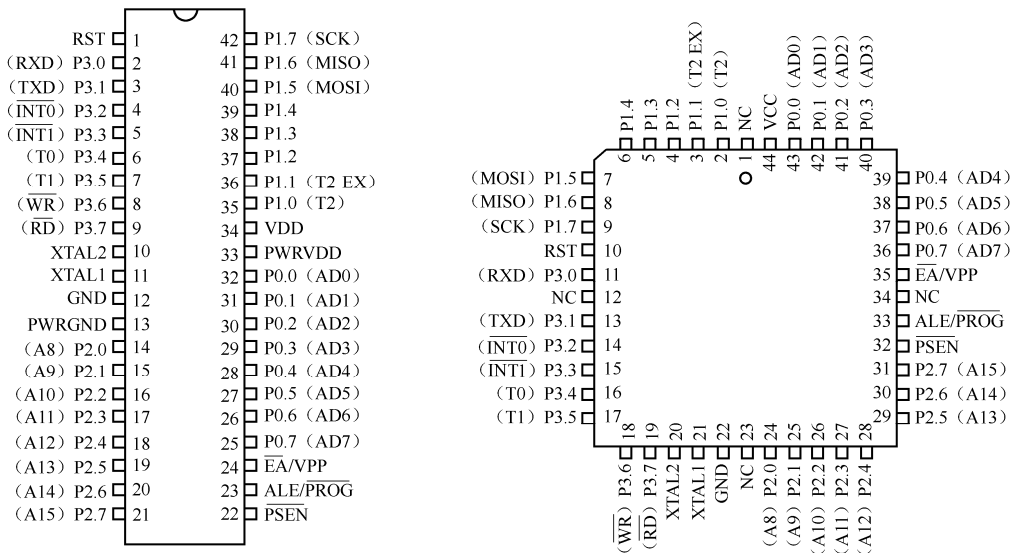 RST 1
(RXD) P3.0 2
(TXD) P3.1 3
(I̅N̅T̅0̅) P3.2 4
(I̅N̅T̅1̅) P3.3 5
(T0) P3.4 6
(T1) P3.5 7
(W̅R̅) P3.6 8
(R̅D̅) P3.7 9
XTAL2 10
XTAL1 11
GND 12
PWRGND 13
(A8) P2.0 14
(A9) P2.1 15
(A10) P2.2 16
(A11) P2.3 17
(A12) P2.4 18
(A13) P2.5 19
(A14) P2.6 20
(A15) P2.7 21
42 P1.7 (SCK)
41 P1.6 (MISO)
40 P1.5 (MOSI)
39 P1.4
38 P1.3
37 P1.2
36 P1.1 (T2 EX)
35 P1.0 (T2)
34 VDD
33 PWRVDD
32 P0.0 (AD0)
31 P0.1 (AD1)
30 P0.2 (AD2)
29 P0.3 (AD3)
28 P0.4 (AD4)
27 P0.5 (AD5)
26 P0.6 (AD6)
25 P0.7 (AD7)
24 E̅A̅/VPP
23 ALE/P̅R̅O̅G̅
22 P̅S̅E̅N̅
6 P1.4
5 P1.3
4 P1.2
3 P1.1 (T2 EX)
2 P1.0 (T2)
1 NC
44 VCC
43 P0.0 (AD0)
42 P0.1 (AD1)
41 P0.2 (AD2)
40 P0.3 (AD3)
(MOSI) P1.5 7
(MISO) P1.6 8
(SCK) P1.7 9
RST 10
(RXD) P3.0 11
NC 12
(TXD) P3.1 13
(I̅N̅T̅0̅) P3.2 14
(I̅N̅T̅1̅) P3.3 15
(T0) P3.4 16
(T1) P3.5 17
39 P0.4 (AD4)
38 P0.5 (AD5)
37 P0.6 (AD6)
36 P0.7 (AD7)
35 E̅A̅/VPP
34 NC
33 ALE/P̅R̅O̅G̅
32 P̅S̅E̅N̅
31 P2.7 (A15)
30 P2.6 (A14)
29 P2.5 (A13)
(W̅R̅) P3.6 18
(R̅D̅) P3.7 19
XTAL2 20
XTAL1 21
GND 22
NC 23
(A8) P2.0 24
(A9) P2.1 25
(A10) P2.2 26
(A11) P2.3 27
(A12) P2.4 28